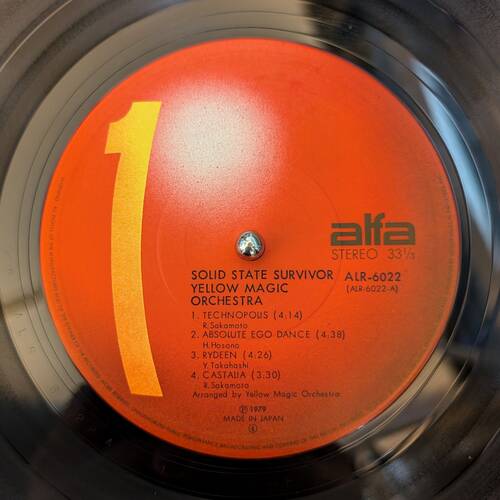 1
alfa
STEREO 33⅓
SOLID STATE SURVIVOR
ALR-6022
YELLOW MAGIC
(ALR-6022-A)
ORCHESTRA
1. TECHNOPOLIS (4:14)
R. Sakamoto
2. ABSOLUTE EGO DANCE (4:38)
H. Hosono
3. RYDEEN (4:26)
Y. Takahashi
4. CASTALIA (3:30)
R. Sakamoto
Arranged by Yellow Magic Orchestra
Ⓟ 1979
MADE IN JAPAN